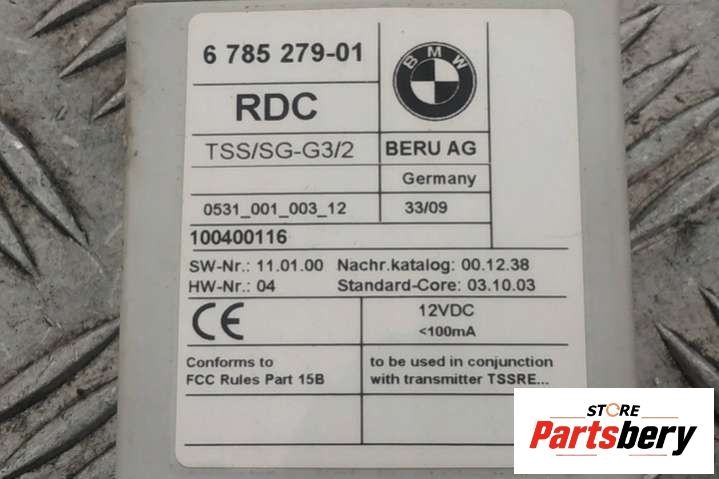 6 785 279-01
BMW
RDC
TSS/SG-G3/2
BERU AG
Germany
0531_001_003_12
33/09
100400116
SW-Nr.: 11.01.00 Nachr.katalog: 00.12.38
HW-Nr.: 04 Standard-Core: 03.10.03
CE
12VDC
<100mA
Conforms to
FCC Rules Part 15B
to be used in conjunction
with transmitter TSSRE...
STORE
Partsbery